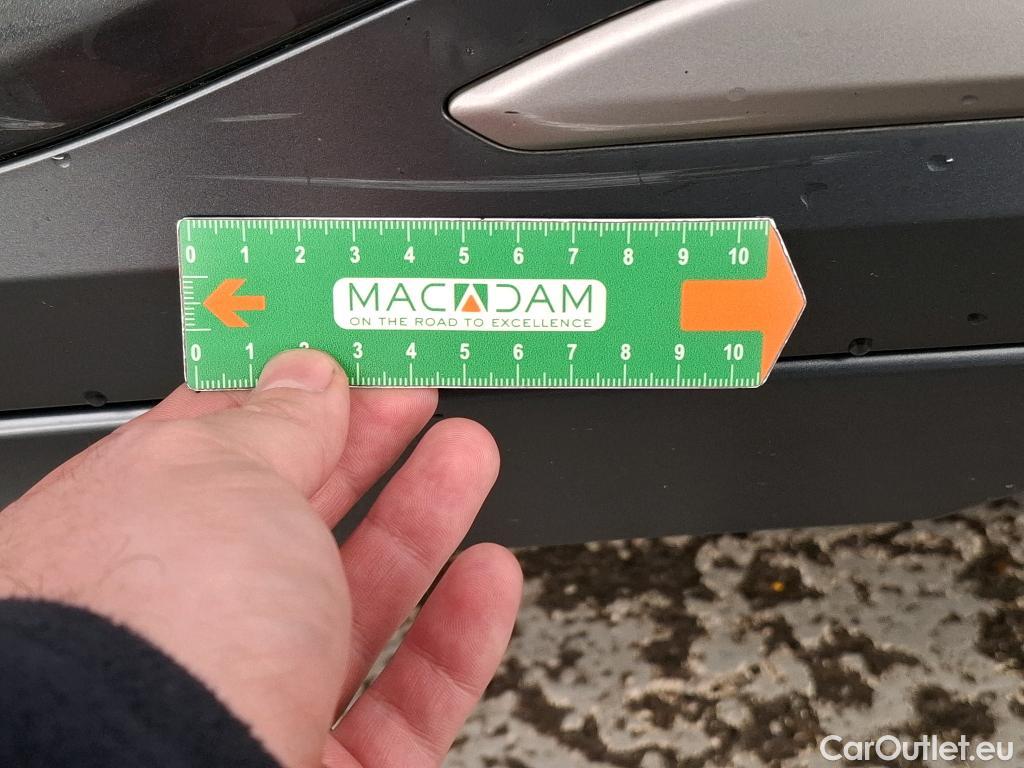 0 1 2 3 4 5 6 7 8 9 10
MACADAM
ON THE ROAD TO EXCELLENCE
0 1 2 3 4 5 6 7 8 9 10
CarOutlet.eu